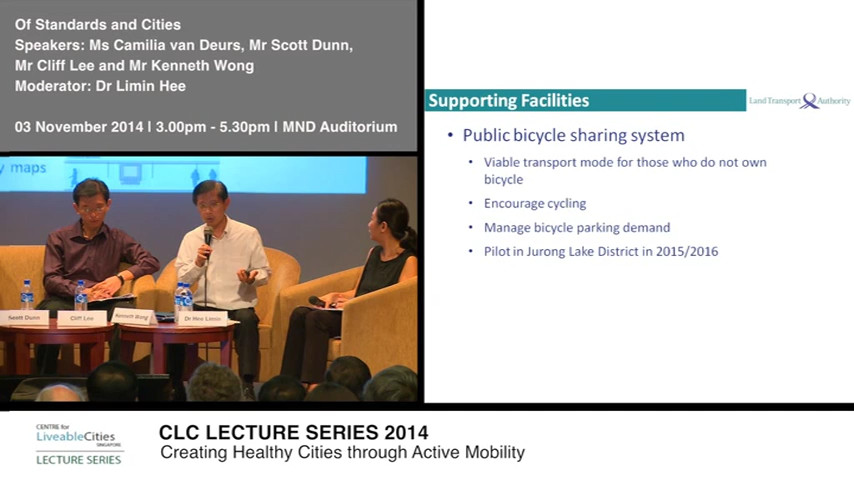 Of Standards and Cities
Speakers: Ms Camilia van Deurs, Mr Scott Dunn,
Mr Cliff Lee and Mr Kenneth Wong
Moderator: Dr Limin Hee
03 November 2014 | 3.00pm - 5.30pm | MND Auditorium
y maps
Scott Dunn
Cliff Lee
Kenneth Wong
Dr Hee Limin
Supporting Facilities
Land Transport Authority
• Public bicycle sharing system
• Viable transport mode for those who do not own
bicycle
• Encourage cycling
• Manage bicycle parking demand
• Pilot in Jurong Lake District in 2015/2016
CENTRE for
LiveableCities
SINGAPORE
LECTURE SERIES
CLC LECTURE SERIES 2014
Creating Healthy Cities through Active Mobility